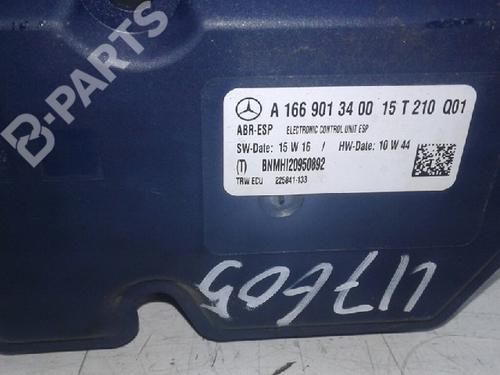 B-PARTS
A 166 901 34 00 15 T 210 Q01
ABR-ESP ELECTRONIC CONTROL UNIT ESP
SW-Date: 15 W 16 / HW-Date: 10 W 44
(T) BNMHI20950892
TRW ECU 225841-133
U17605